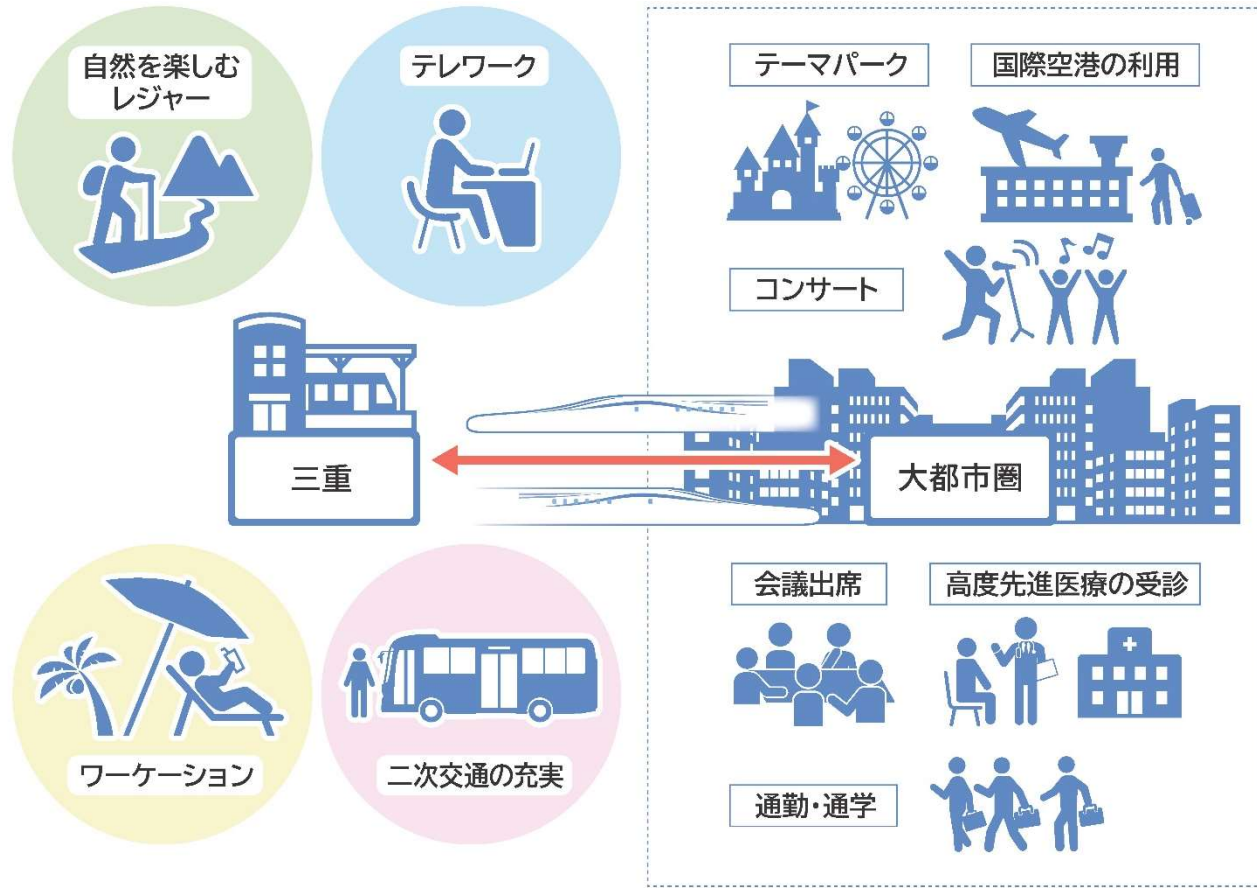 自然を楽しむ
レジャー
テレワーク
テーマパーク
国際空港の利用
コンサート
三重
大都市圏
ワーケーション
二次交通の充実
会議出席
高度先進医療の受診
通勤・通学